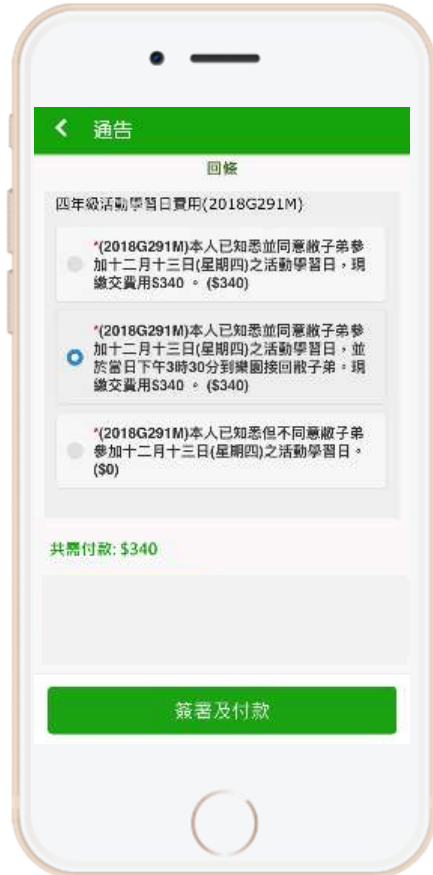 通告
回條
四年級活動學習日費用(2018G291M)
*(2018G291M)本人已知悉並同意敝子弟參
加十二月十三日(星期四)之活動學習日，現
繳交費用$340 。 ($340)
*(2018G291M)本人已知悉並同意敝子弟參
加十二月十三日(星期四)之活動學習日，並
於當日下午3時30分到樂園接回敝子弟。現
繳交費用$340 。 ($340)
*(2018G291M)本人已知悉但不同意敝子弟
參加十二月十三日(星期四)之活動學習日。
($0)
共需付款: $340
簽署及付款